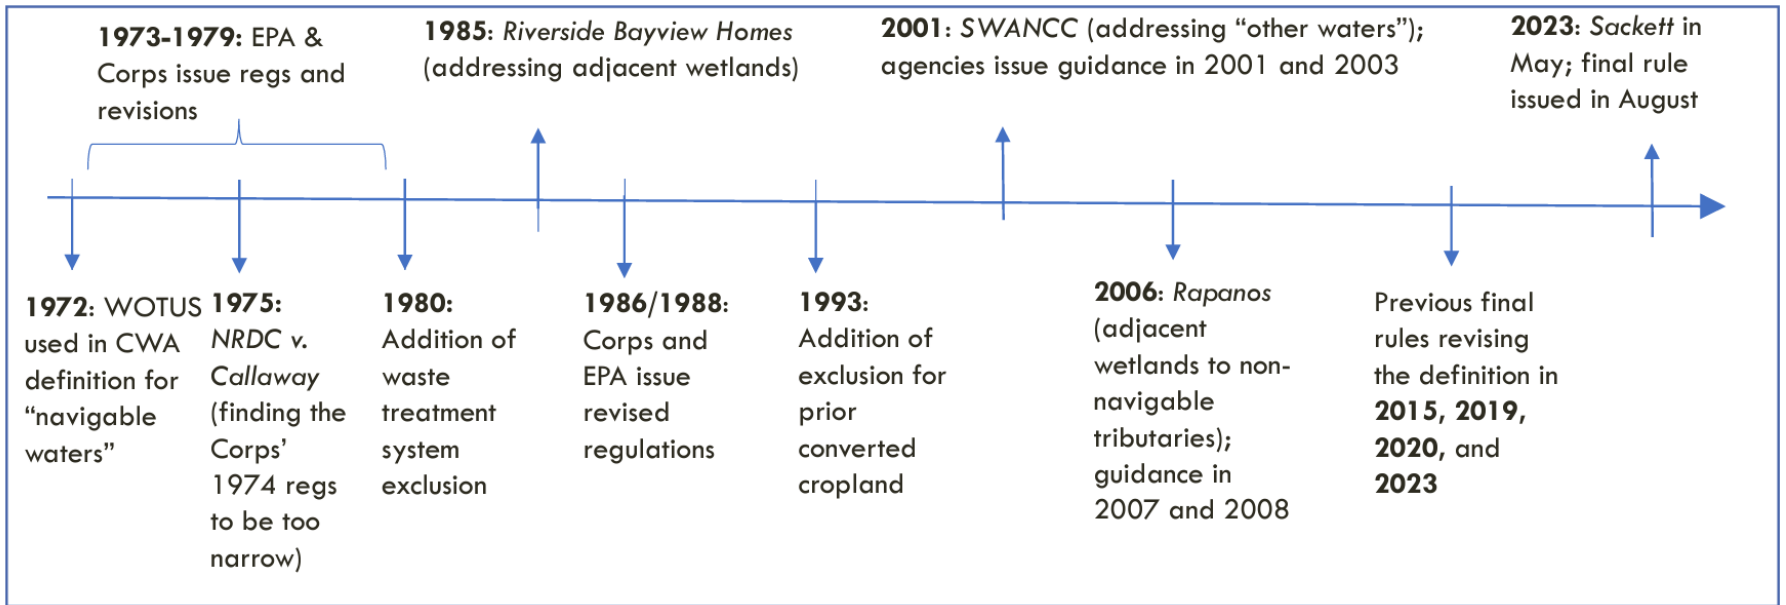 1973-1979: EPA &
Corps issue regs and
revisions
1985: Riverside Bayview Homes
(addressing adjacent wetlands)
2001: SWANCC (addressing “other waters”);
agencies issue guidance in 2001 and 2003
2023: Sackett in
May; final rule
issued in August
1972: WOTUS
used in CWA
definition for
“navigable
waters”
1975:
NRDC v.
Callaway
(finding the
Corps’
1974 regs
to be too
narrow)
1980:
Addition of
waste
treatment
system
exclusion
1986/1988:
Corps and
EPA issue
revised
regulations
1993:
Addition of
exclusion for
prior
converted
cropland
2006: Rapanos
(adjacent
wetlands to non-
navigable
tributaries);
guidance in
2007 and 2008
Previous final
rules revising
the definition in
2015, 2019,
2020, and
2023